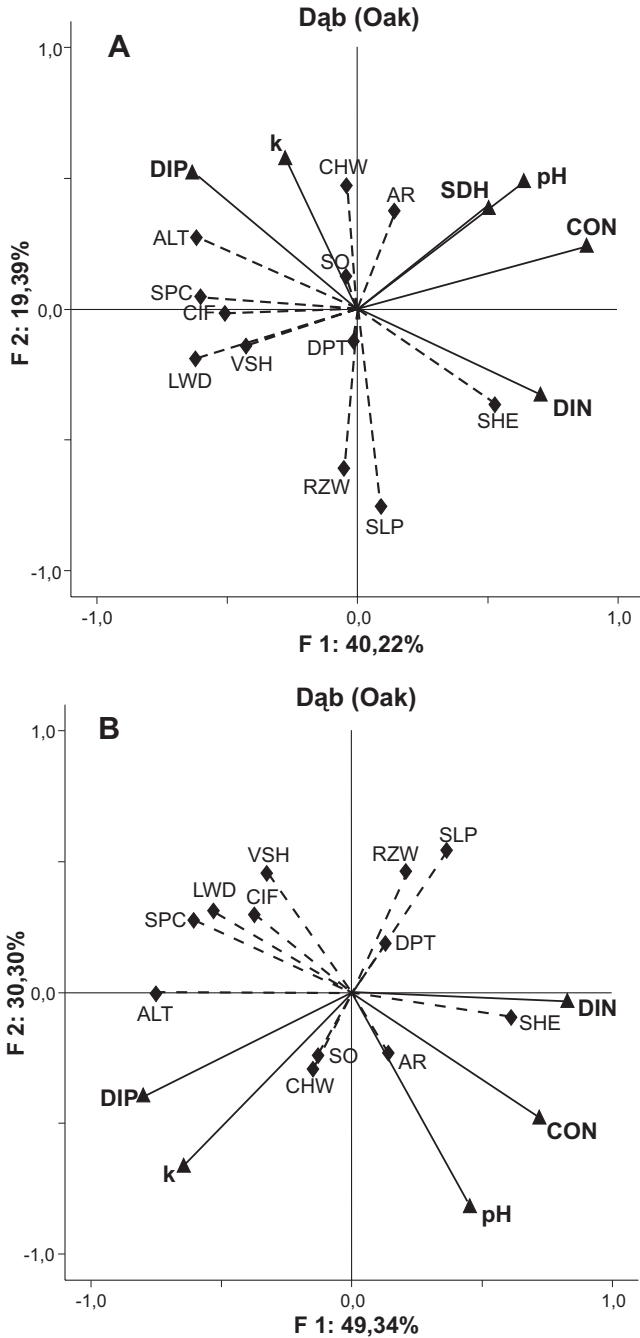 Dąb (Oak)
A
1,0
k
DIP
CHW
AR
SDH
pH
ALT
CON
SO
SPC
CIF
0,0
DPT
VSH
LWD
DIN
SHE
RZW
SLP
-1,0
-1,0
0,0
1,0
F 1: 40,22%
F 2: 19,39%
Dąb (Oak)
B
1,0
SLP
VSH
RZW
LWD
CIF
SPC
DPT
0,0
ALT
DIN
SHE
SO
AR
CHW
DIP
CON
k
pH
-1,0
-1,0
0,0
1,0
F 1: 49,34%
F 2: 30,30%